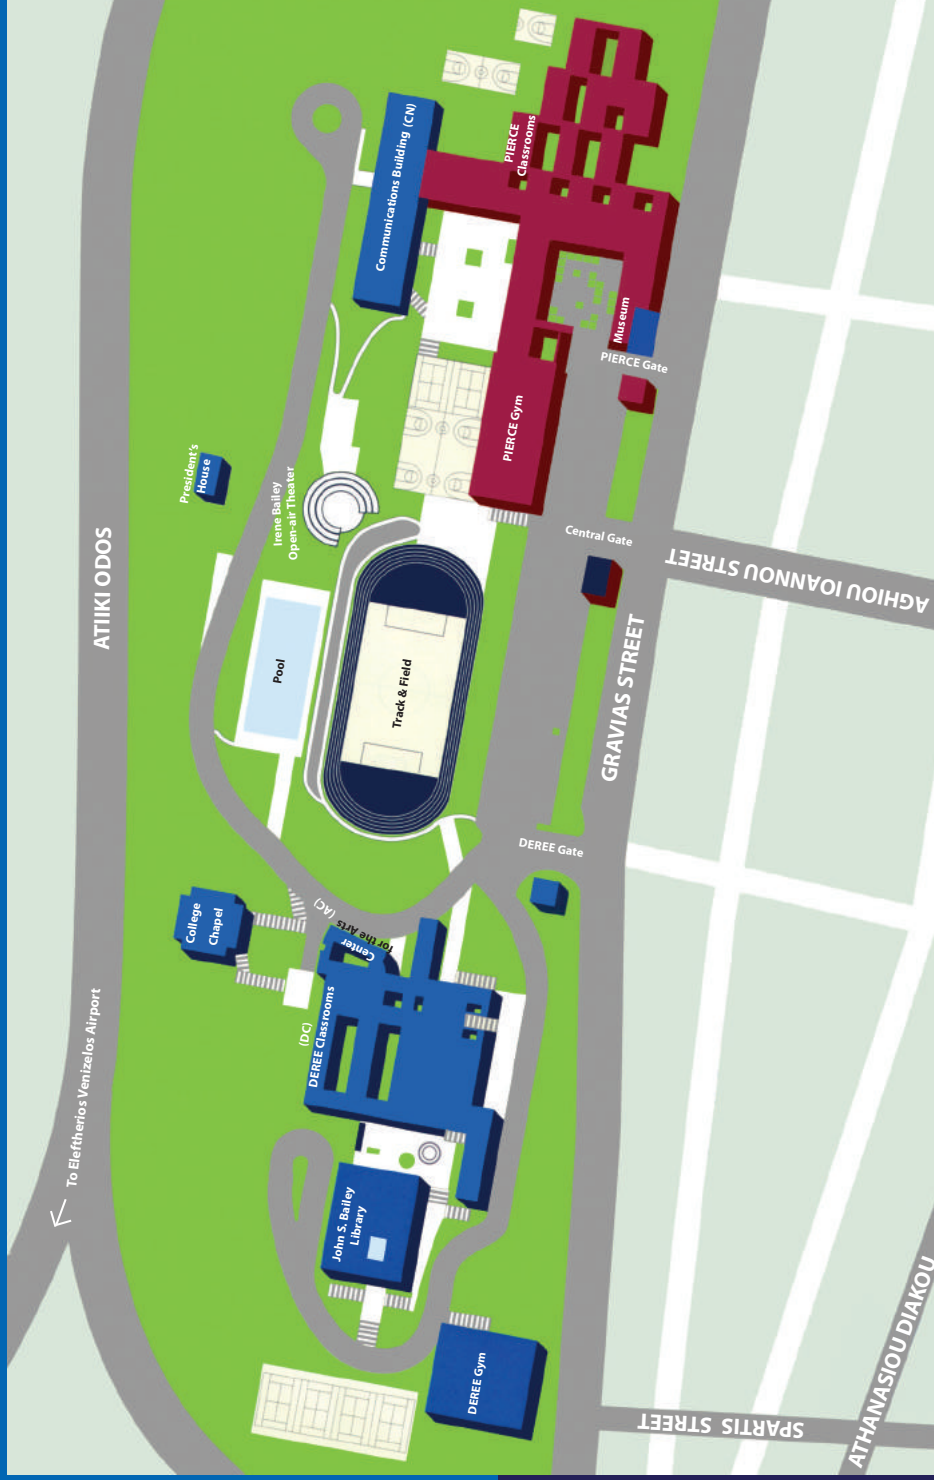 Communications Building (CN)
PIERCE
Classrooms
Museum
PIERCE Gate
PIERCE Gym
President's
House
Irene Bailey
Open-air Theater
Central Gate
AGHIOU IOANNOU STREET
ATIIKI ODOS
GRAVIAS STREET
Pool
Track & Field
DEREE Gate
College
Chapel
Center
for the Arts
(AC)
DEREE Classrooms
(DC)
To Eleftherios Venizelos Airport
John S. Bailey
Library
DEREE Gym
SPARTIS STREET
ATHANASIOU DIAKOU